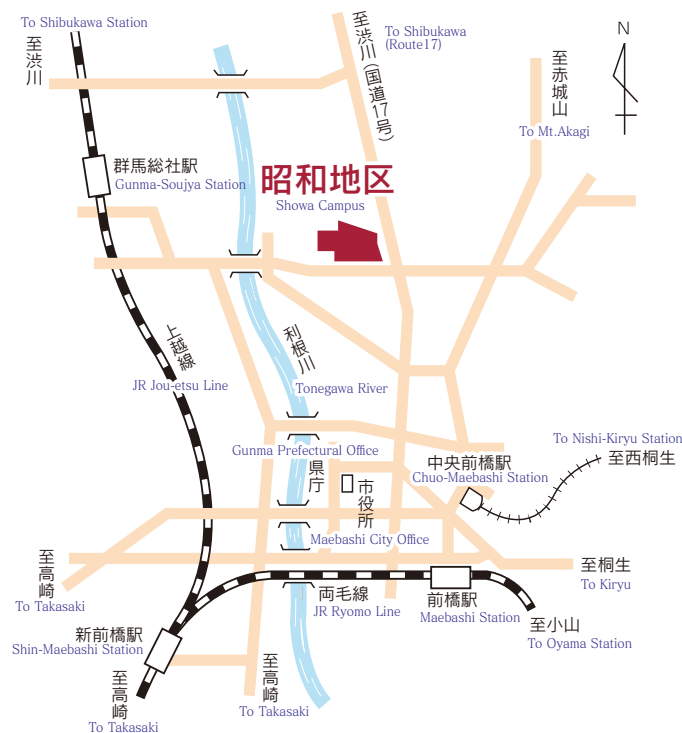 To Shibukawa Station
至渋川
至渋川(国道17号)
To Shibukawa
(Route17)
N
至赤城山
To Mt.Akagi
群馬総社駅
Gunma-Soujya Station
昭和地区
Showa Campus
上越線
JR Jou-etsu Line
利根川
Tonegawa River
Gunma Prefectural Office
県庁
市役所
Maebashi City Office
To Nishi-Kiryu Station
至西桐生
中央前橋駅
Chuo-Maebashi Station
至高崎
To Takasaki
至桐生
To Kiryu
両毛線
JR Ryomo Line
前橋駅
Maebashi Station
至小山
To Oyama Station
新前橋駅
Shin-Maebashi Station
至高崎
To Takasaki
至高崎
To Takasaki